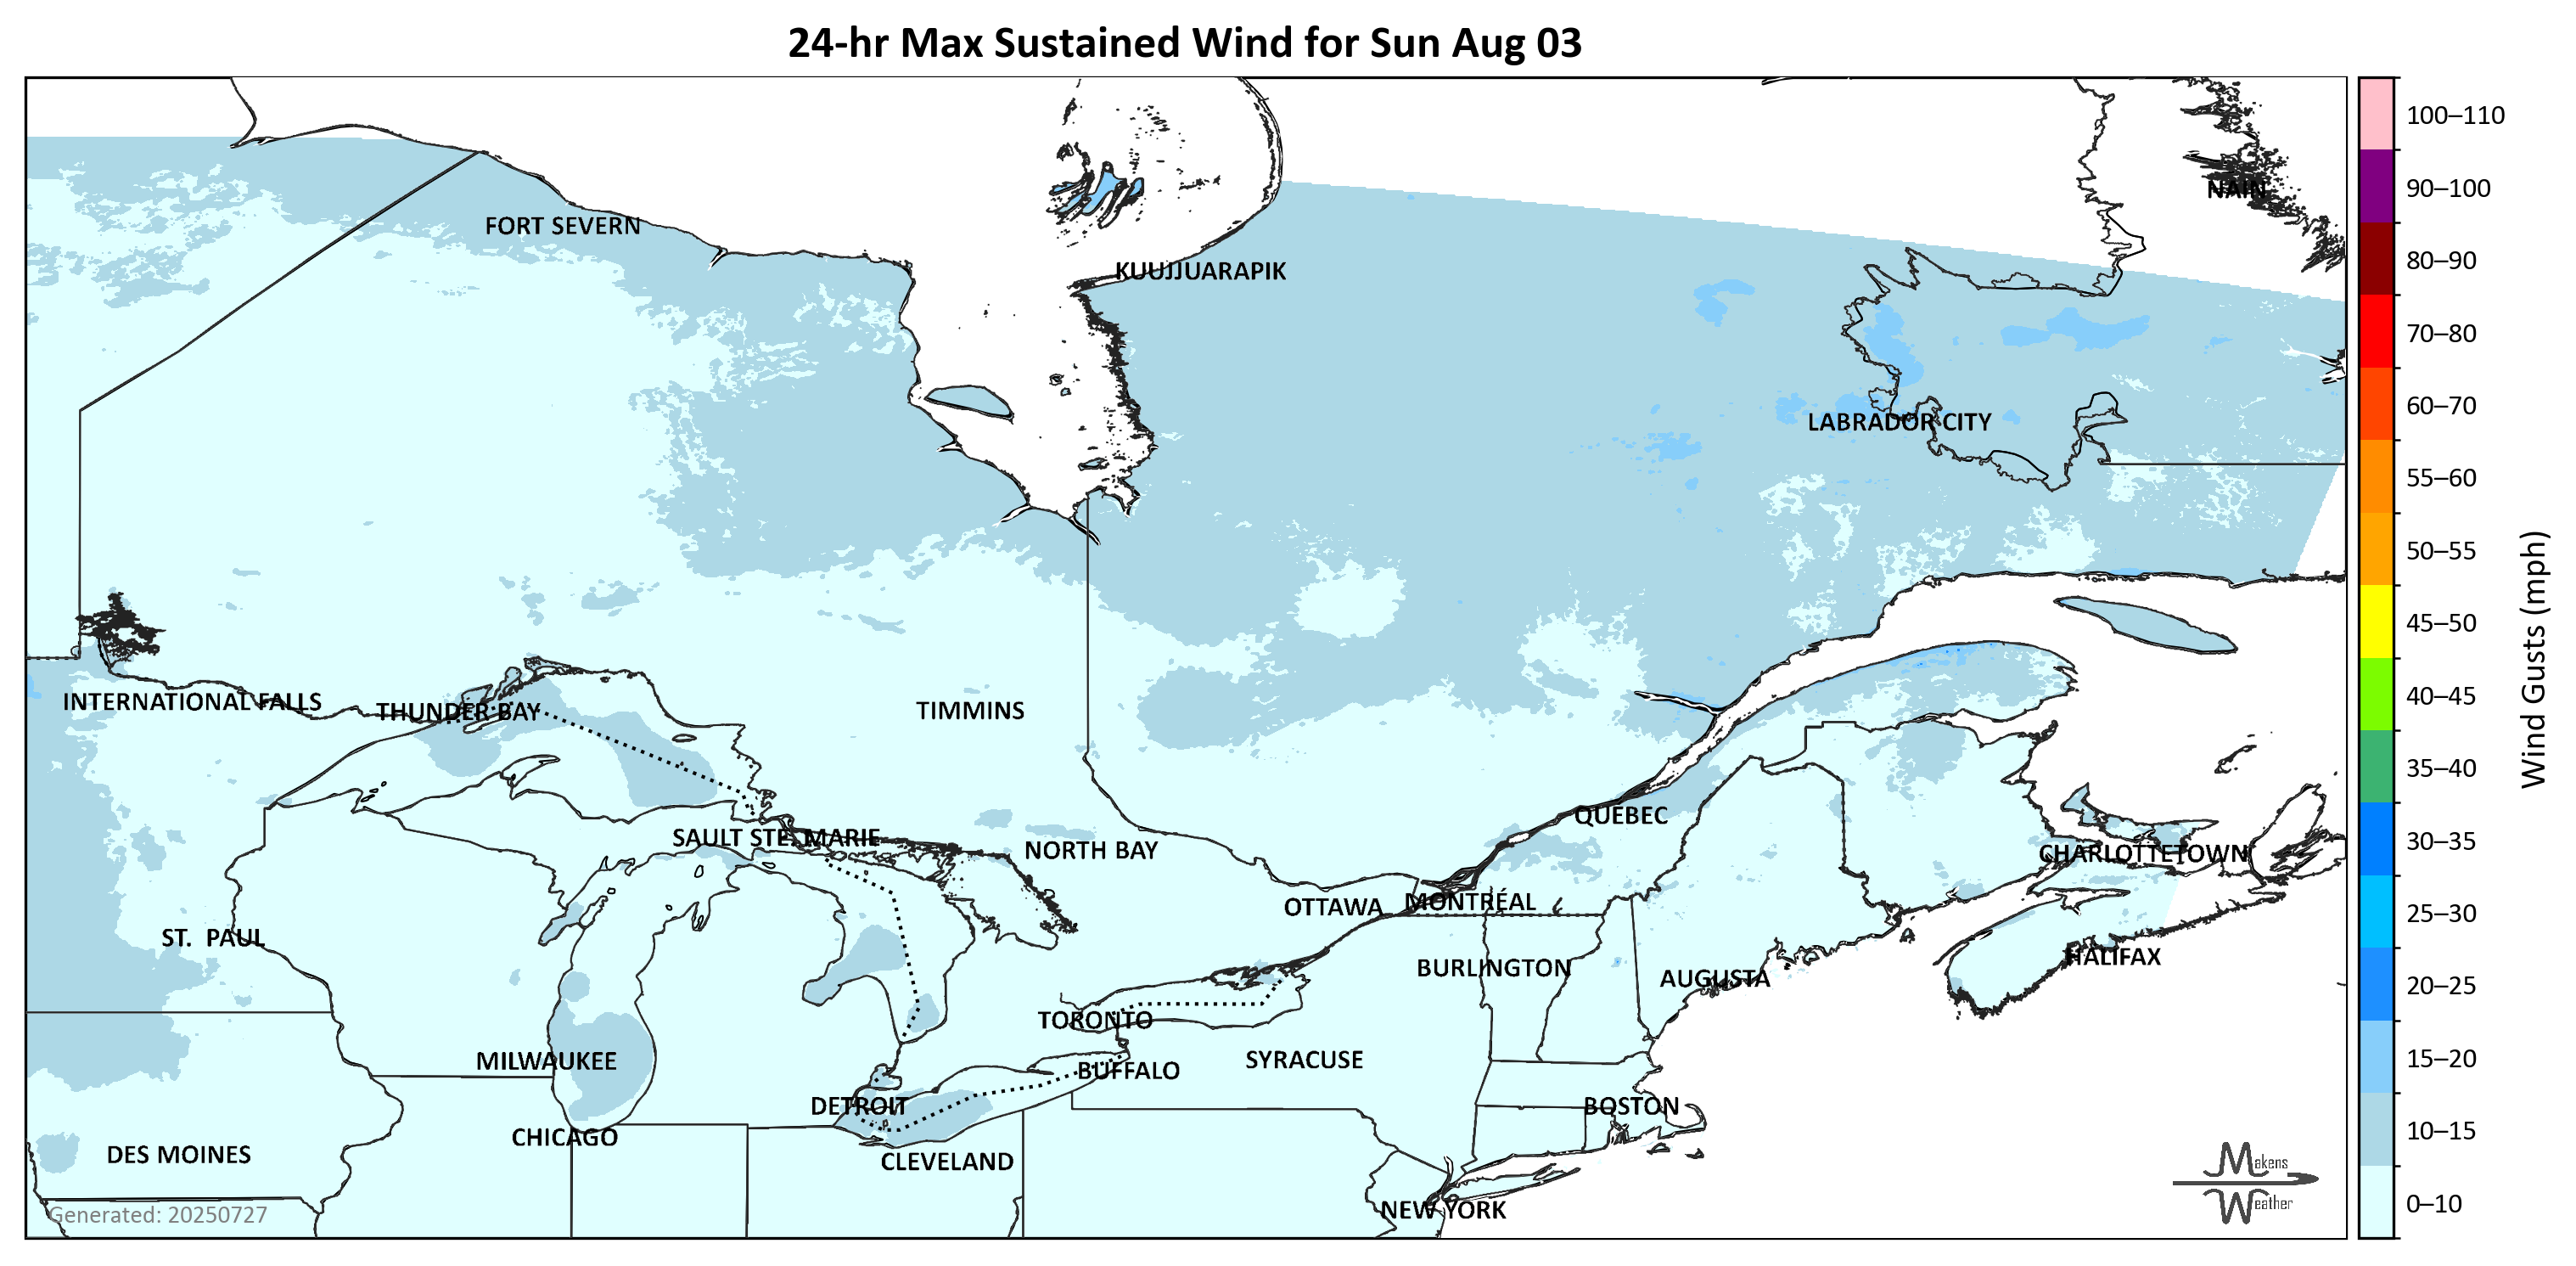 24-hr Max Sustained Wind for Sun Aug 03
100–110
90–100
80–90
70–80
60–70
55–60
50–55
45–50
40–45
35–40
30–35
25–30
20–25
15–20
10–15
0–10
Wind Gusts (mph)
NAIN
FORT SEVERN
KUUJJUARAPIK
LABRADOR CITY
INTERNATIONAL FALLS
THUNDER BAY
TIMMINS
QUEBEC
SAULT STE. MARIE
NORTH BAY
CHARLOTTETOWN
OTTAWA
MONTRÉAL
ST. PAUL
HALIFAX
BURLINGTON
AUGUSTA
TORONTO
MILWAUKEE
SYRACUSE
BUFFALO
DETROIT
BOSTON
CHICAGO
DES MOINES
CLEVELAND
NEW YORK
Makens
Weather
Generated: 20250727